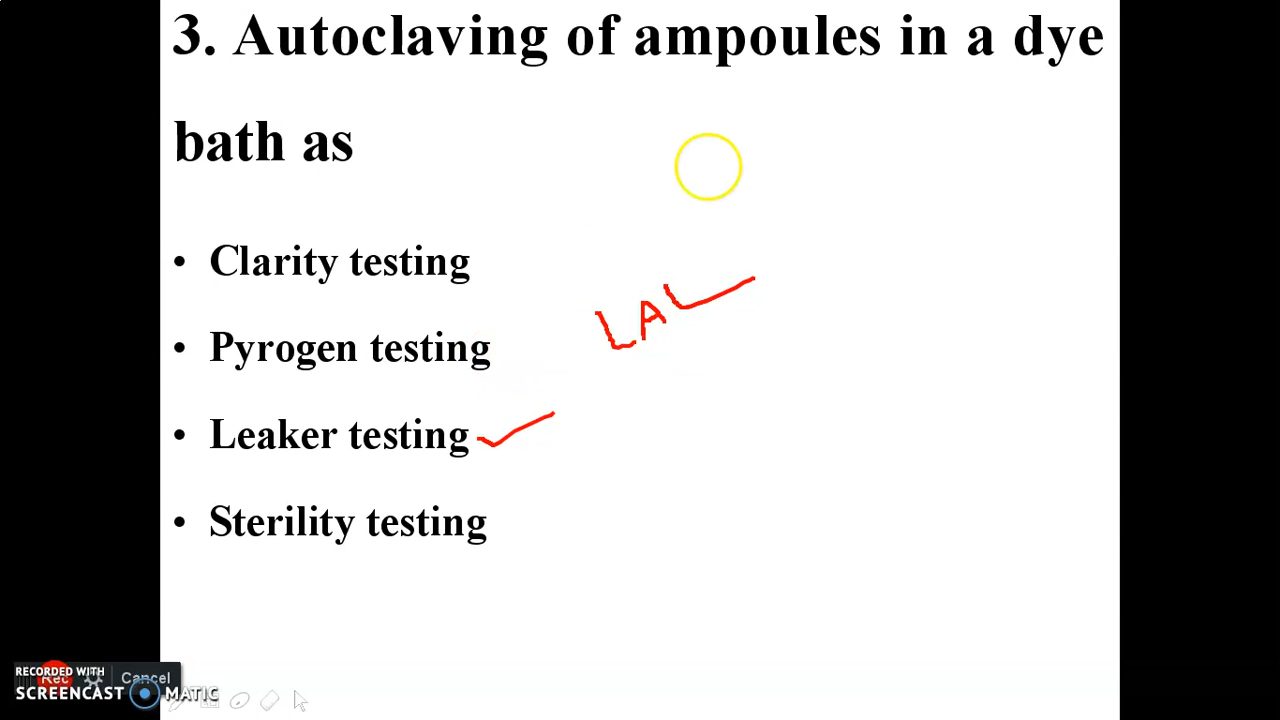 3. Autoclaving of ampoules in a dye
bath as
• Clarity testing
• Pyrogen testing
LAL
• Leaker testing
• Sterility testing
Rec Cancel
RECORDED WITH
SCREENCAST MATIC